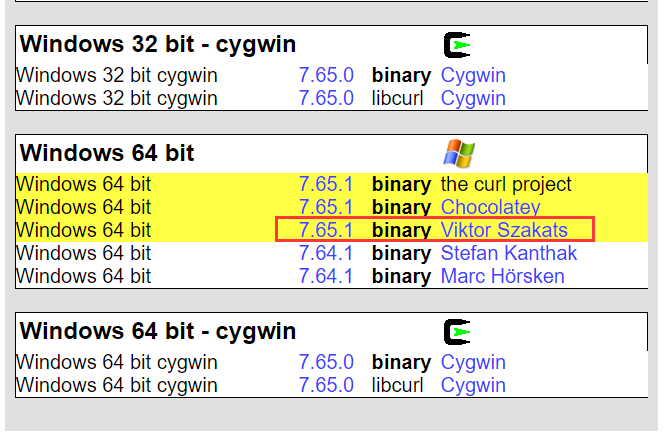 Windows 32 bit - cygwin
Windows 32 bit cygwin 7.65.0 binary Cygwin
Windows 32 bit cygwin 7.65.0 libcurl Cygwin
Windows 64 bit
Windows 64 bit 7.65.1 binary the curl project
Windows 64 bit 7.65.1 binary Chocolatey
Windows 64 bit 7.65.1 binary Viktor Szakats
Windows 64 bit 7.64.1 binary Stefan Kanthak
Windows 64 bit 7.64.1 binary Marc Hörsken
Windows 64 bit - cygwin
Windows 64 bit cygwin 7.65.0 binary Cygwin
Windows 64 bit cygwin 7.65.0 libcurl Cygwin